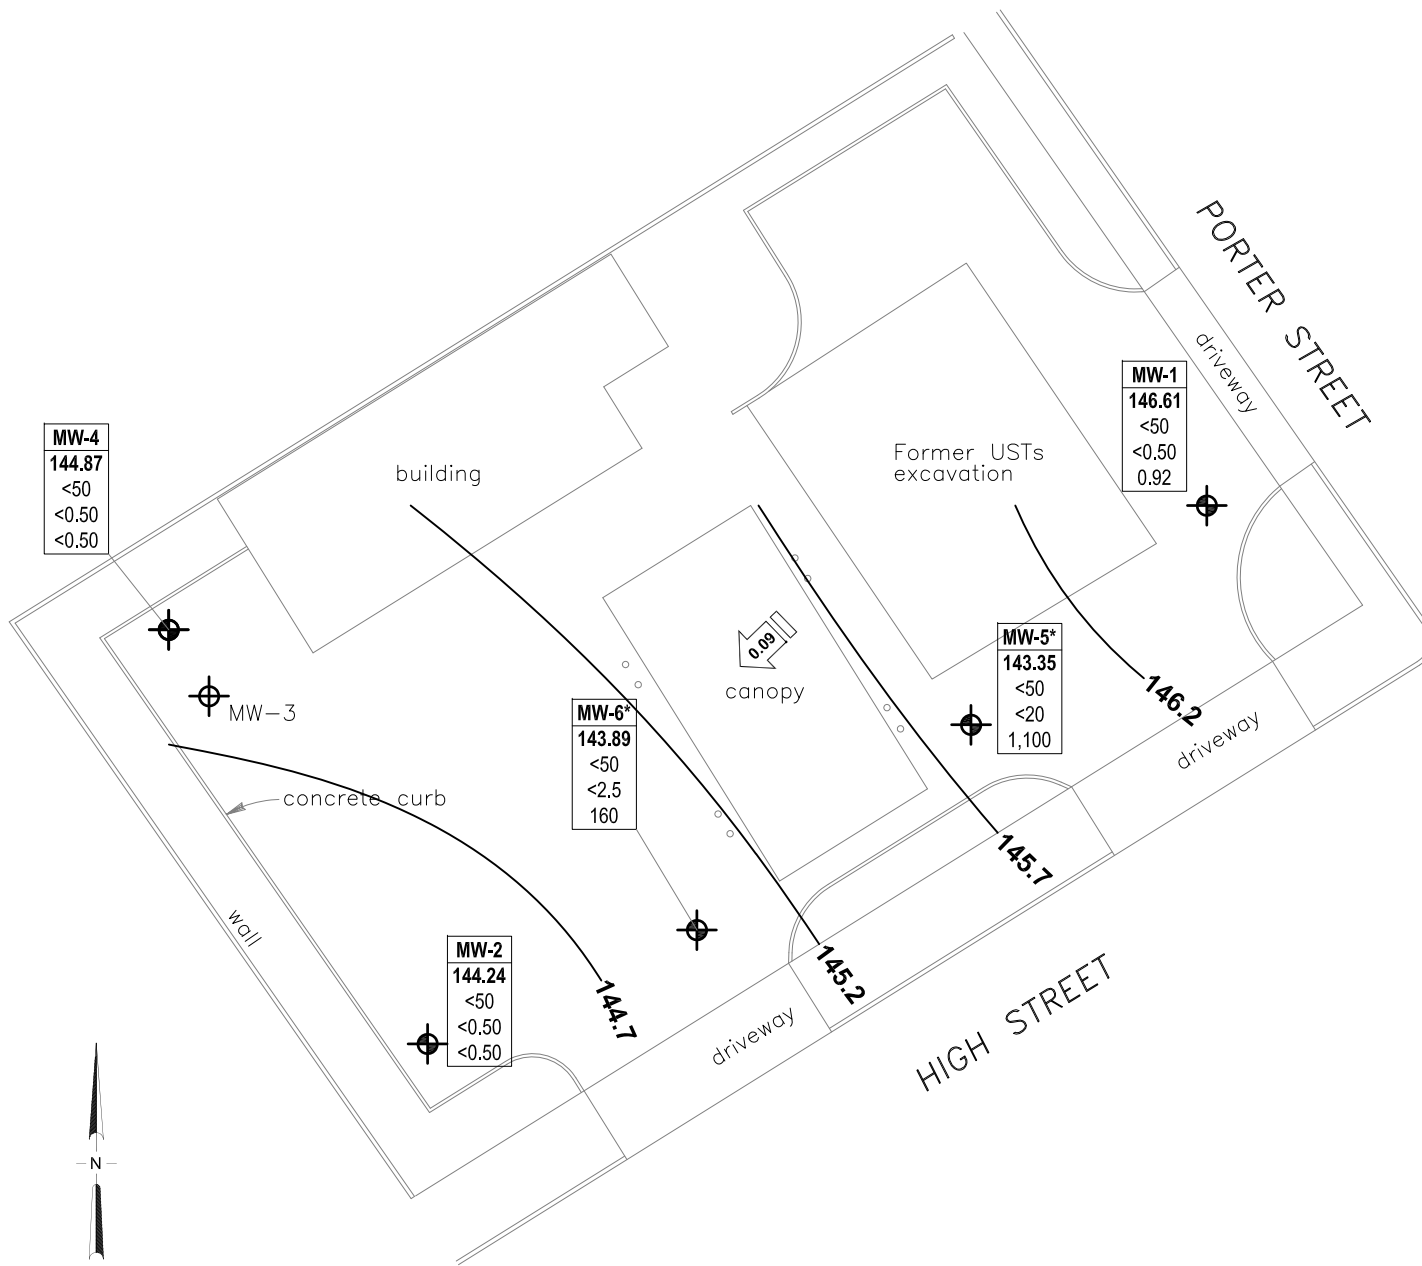 PORTER STREET
driveway
MW-1
146.61
<50
<0.50
0.92
MW-4
144.87
<50
<0.50
<0.50
building
Former USTs
excavation
MW-5*
143.35
<50
<20
1,100
0.09
canopy
146.2
MW-3
MW-6*
143.89
<50
<2.5
160
driveway
concrete curb
145.7
wall
MW-2
144.24
<50
<0.50
<0.50
144.7
145.2
driveway
HIGH STREET
N